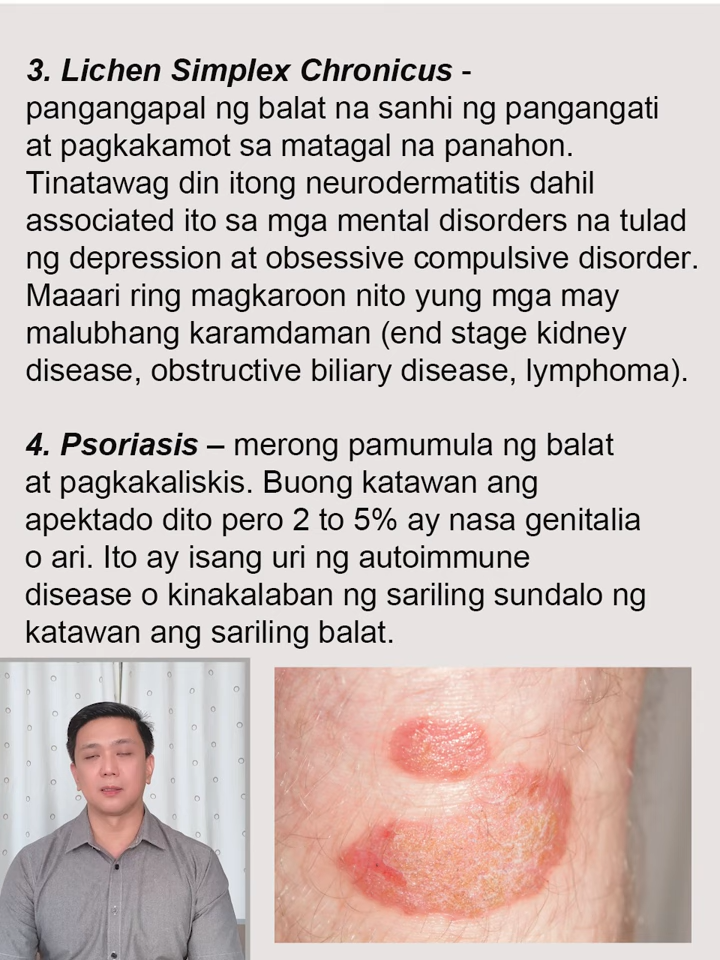 3. Lichen Simplex Chronicus -
pangangapal ng balat na sanhi ng pangangati
at pagkakamot sa matagal na panahon.
Tinatawag din itong neurodermatitis dahil
associated ito sa mga mental disorders na tulad
ng depression at obsessive compulsive disorder.
Maaari ring magkaroon nito yung mga may
malubhang karamdaman (end stage kidney
disease, obstructive biliary disease, lymphoma).
4. Psoriasis – merong pamumula ng balat
at pagkakaliskis. Buong katawan ang
apektado dito pero 2 to 5% ay nasa genitalia
o ari. Ito ay isang uri ng autoimmune
disease o kinakalaban ng sariling sundalo ng
katawan ang sariling balat.